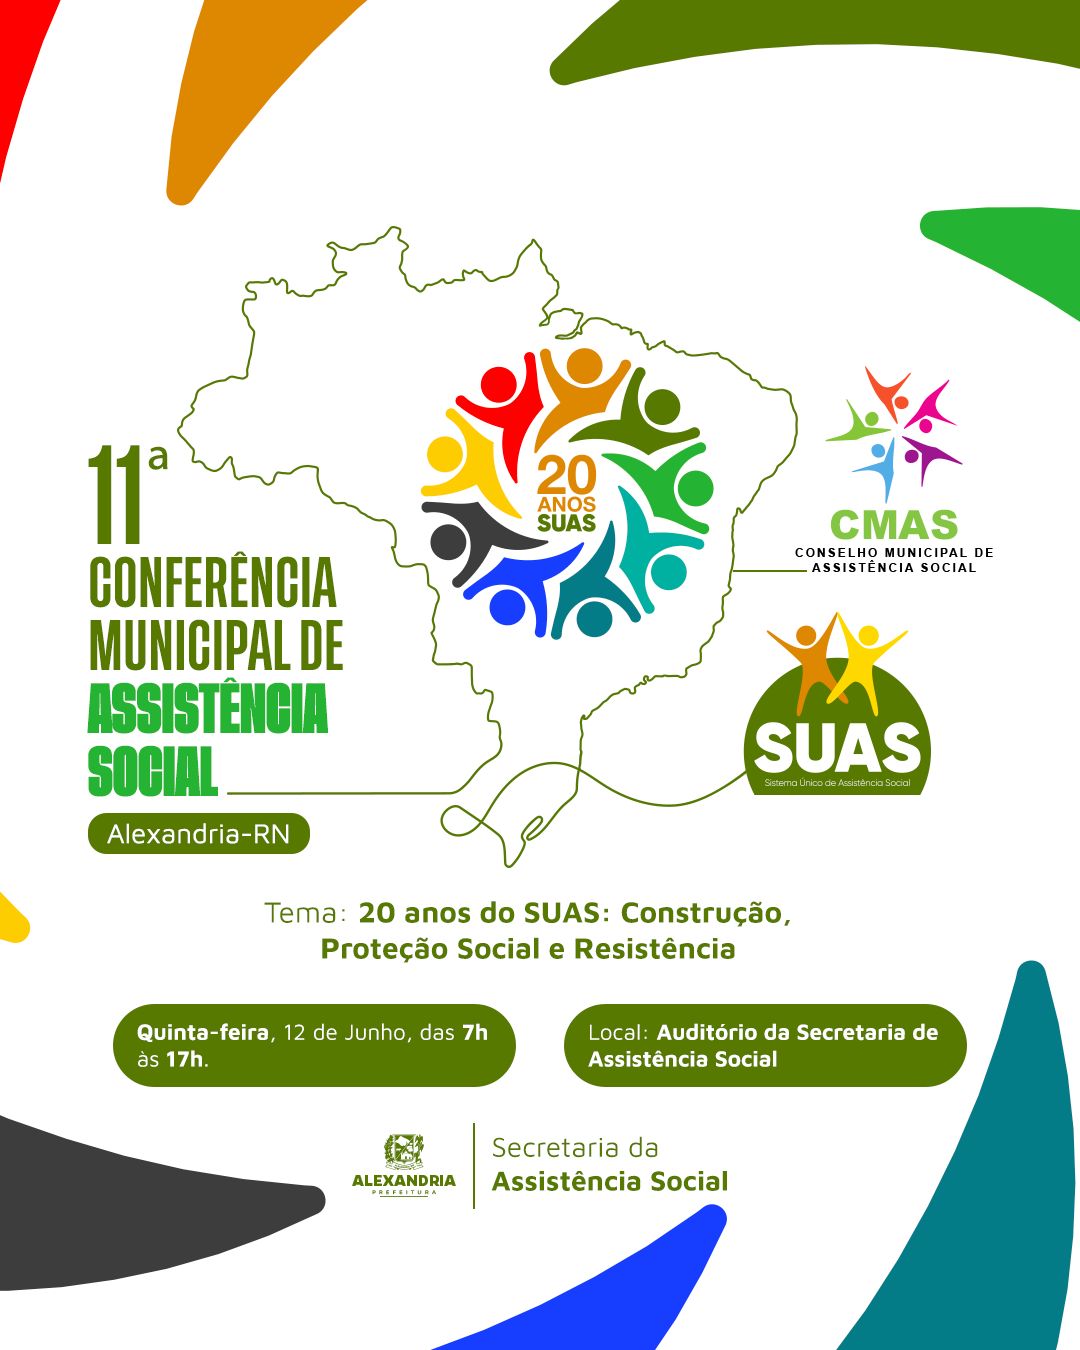 11ª
CONFERÊNCIA
MUNICIPAL DE
ASSISTÊNCIA
SOCIAL
Alexandria-RN
20
ANOS
SUAS
CMAS
CONSELHO MUNICIPAL DE
ASSISTÊNCIA SOCIAL
SUAS
Sistema Único de Assistência Social
Tema: 20 anos do SUAS: Construção,
Proteção Social e Resistência
Quinta-feira, 12 de Junho, das 7h
às 17h.
Local: Auditório da Secretaria de
Assistência Social
ALEXANDRIA
PREFEITURA
Secretaria da
Assistência Social